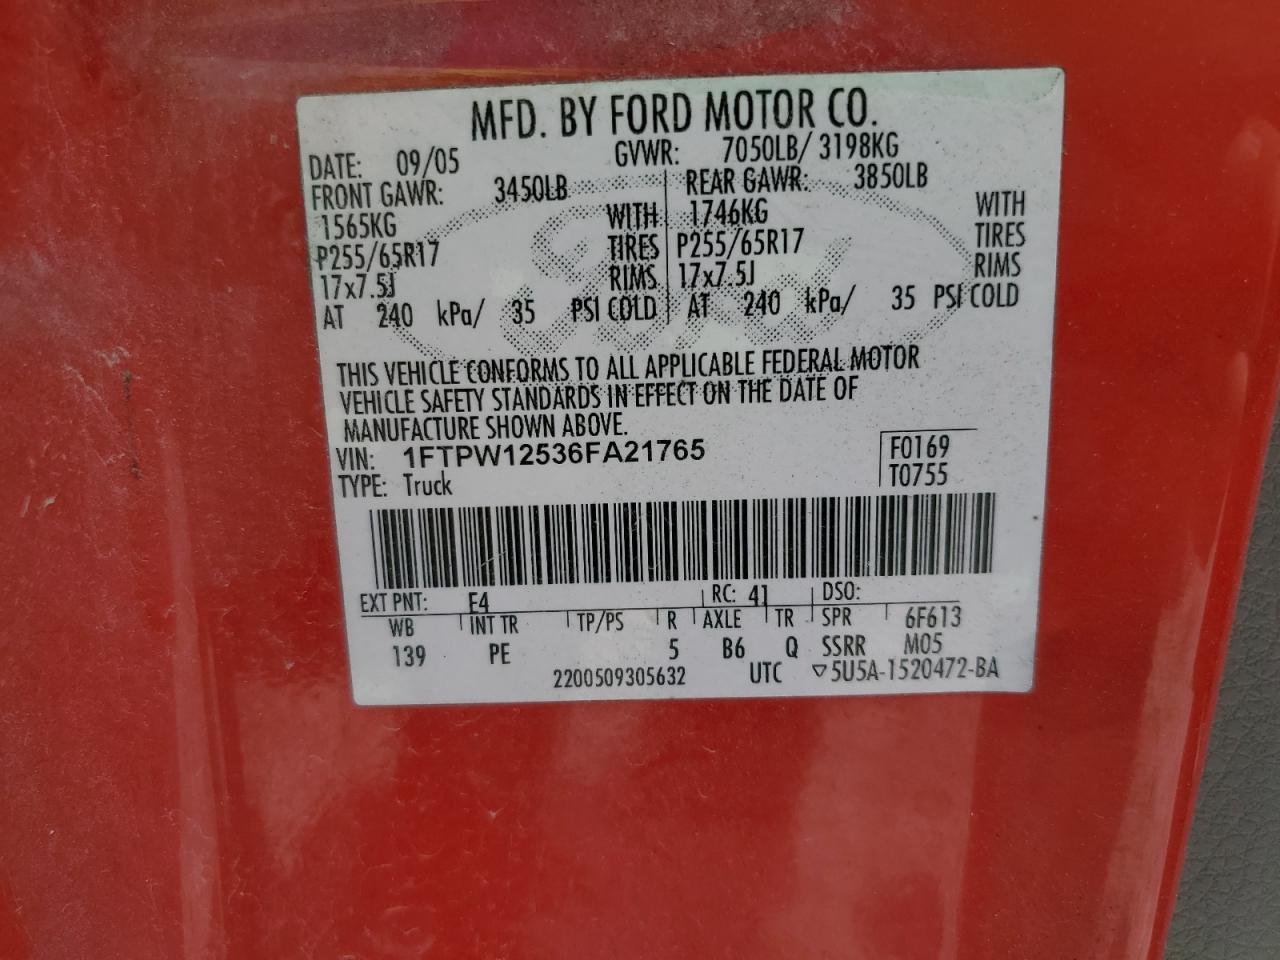 MFD. BY FORD MOTOR CO.
DATE: 09/05 GVWR: 7050LB/ 3198KG
FRONT GAWR: 3450LB REAR GAWR: 3850LB
1565KG WITH 1746KG WITH
P255/65R17 TIRES P255/65R17 TIRES
17x7.5J RIMS 17x7.5J RIMS
AT 240 kPa/ 35 PSI COLD AT 240 kPa/ 35 PSI COLD
Ford
THIS VEHICLE CONFORMS TO ALL APPLICABLE FEDERAL MOTOR
VEHICLE SAFETY STANDARDS IN EFFECT ON THE DATE OF
MANUFACTURE SHOWN ABOVE.
VIN: 1FTPW12536FA21765 F0169
TYPE: Truck T0755
EXT PNT: E4 RC: 41 DSO:
WB INT TR TP/PS R AXLE TR SPR 6F613
139 PE 5 B6 Q SSRR M05
2200509305632 UTC ▽5U5A-1520472-BA